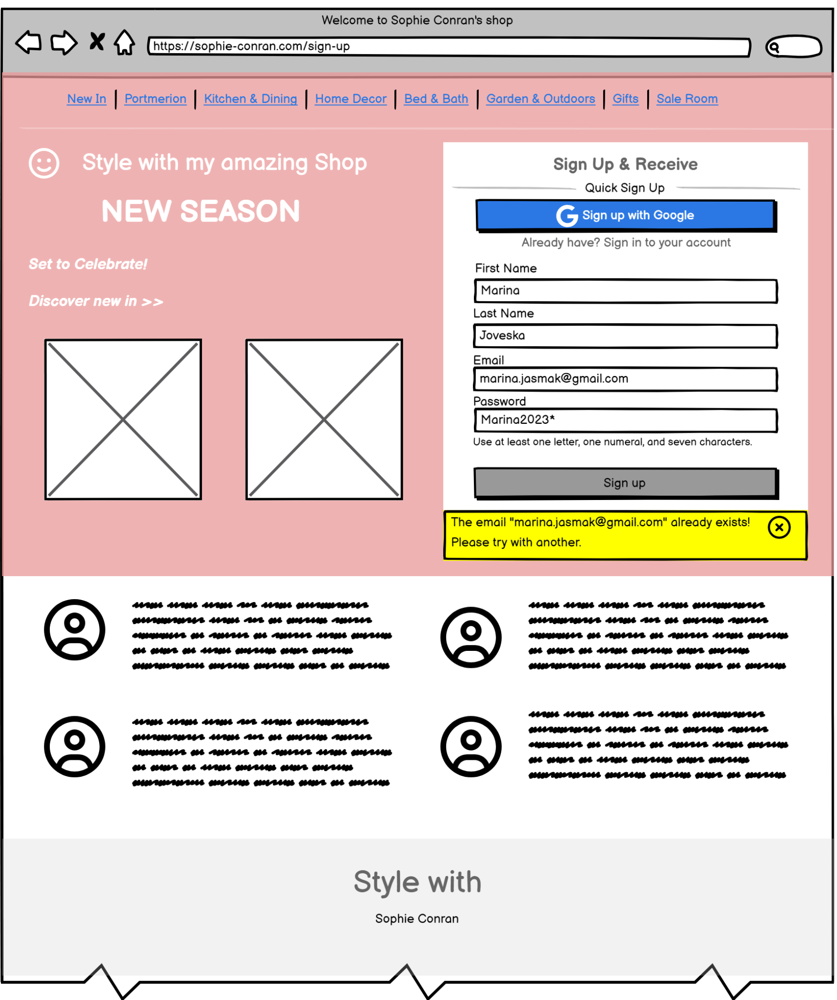 Welcome to Sophie Conran's shop
https://sophie-conran.com/sign-up
New In | Portmerion | Kitchen & Dining | Home Decor | Bed & Bath | Garden & Outdoors | Gifts | Sale Room
Style with my amazing Shop
NEW SEASON
Set to Celebrate!
Discover new in >>
Sign Up & Receive
Quick Sign Up
Sign up with Google
Already have? Sign in to your account
First Name
Marina
Last Name
Joveska
Email
marina.jasmak@gmail.com
Password
Marina2023*
Use at least one letter, one numeral, and seven characters.
Sign up
The email "marina.jasmak@gmail.com" already exists!
Please try with another.
Style with
Sophie Conran